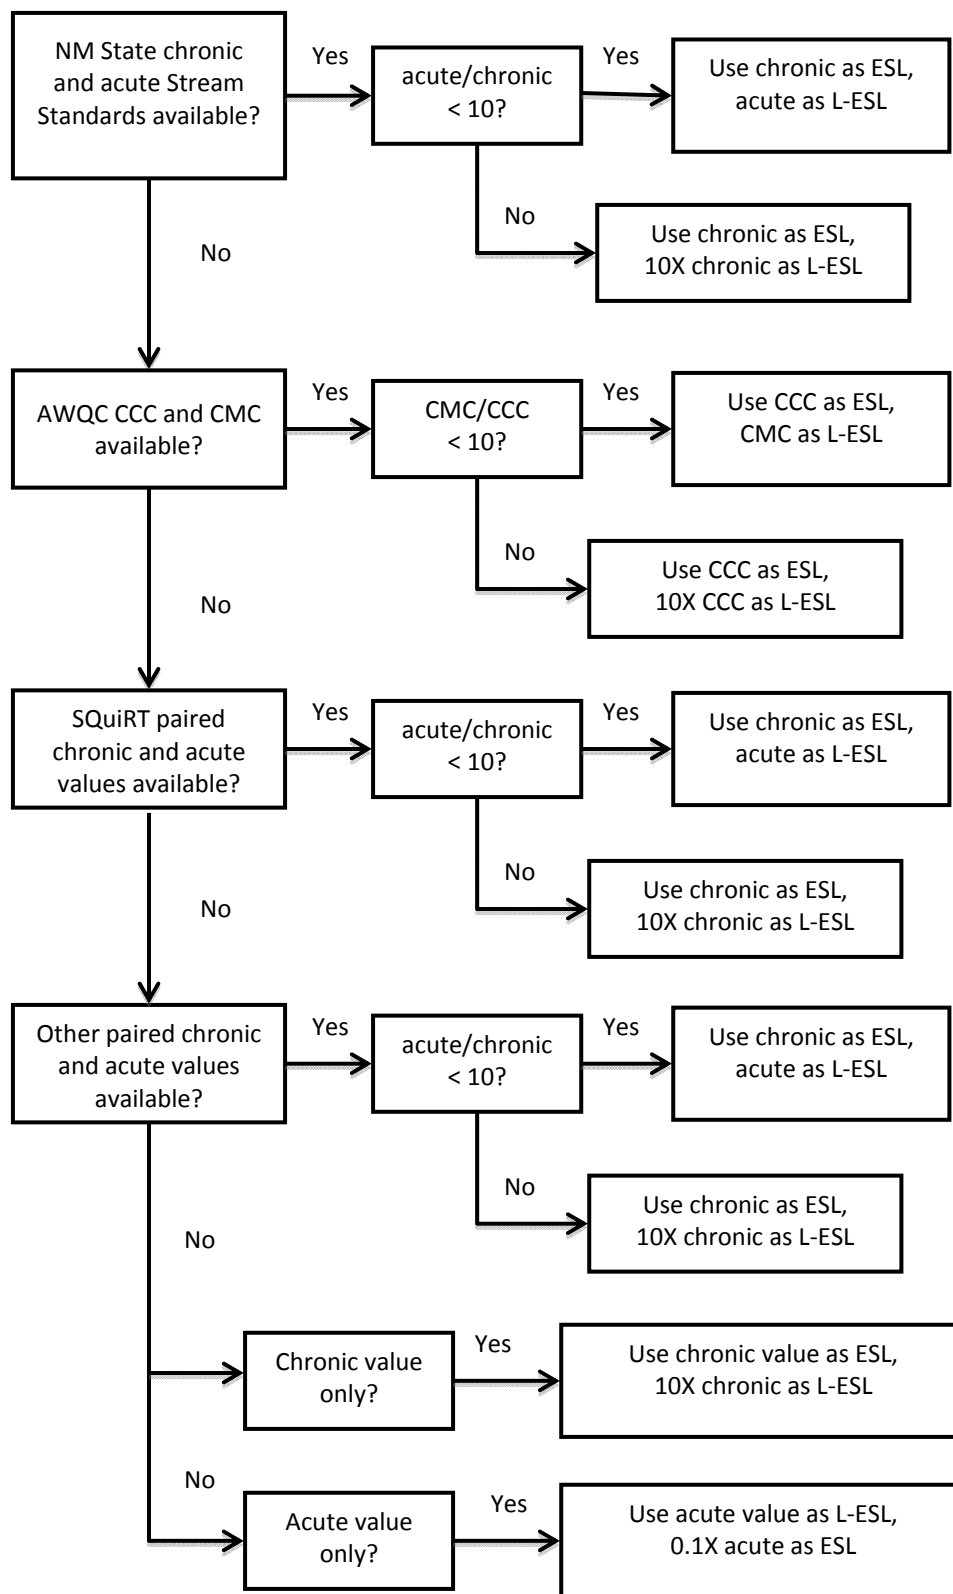 NM State chronic
and acute Stream
Standards available?
Yes
acute/chronic
< 10?
Yes
Use chronic as ESL,
acute as L-ESL
No
Use chronic as ESL,
10X chronic as L-ESL
No
AWQC CCC and CMC
available?
Yes
CMC/CCC
< 10?
Yes
Use CCC as ESL,
CMC as L-ESL
No
Use CCC as ESL,
10X CCC as L-ESL
No
SQuiRT paired
chronic and acute
values available?
Yes
acute/chronic
< 10?
Yes
Use chronic as ESL,
acute as L-ESL
No
Use chronic as ESL,
10X chronic as L-ESL
No
Other paired chronic
and acute values
available?
Yes
acute/chronic
< 10?
Yes
Use chronic as ESL,
acute as L-ESL
No
Use chronic as ESL,
10X chronic as L-ESL
No
Chronic value
only?
Yes
Use chronic value as ESL,
10X chronic as L-ESL
No
Acute value
only?
Yes
Use acute value as L-ESL,
0.1X acute as ESL